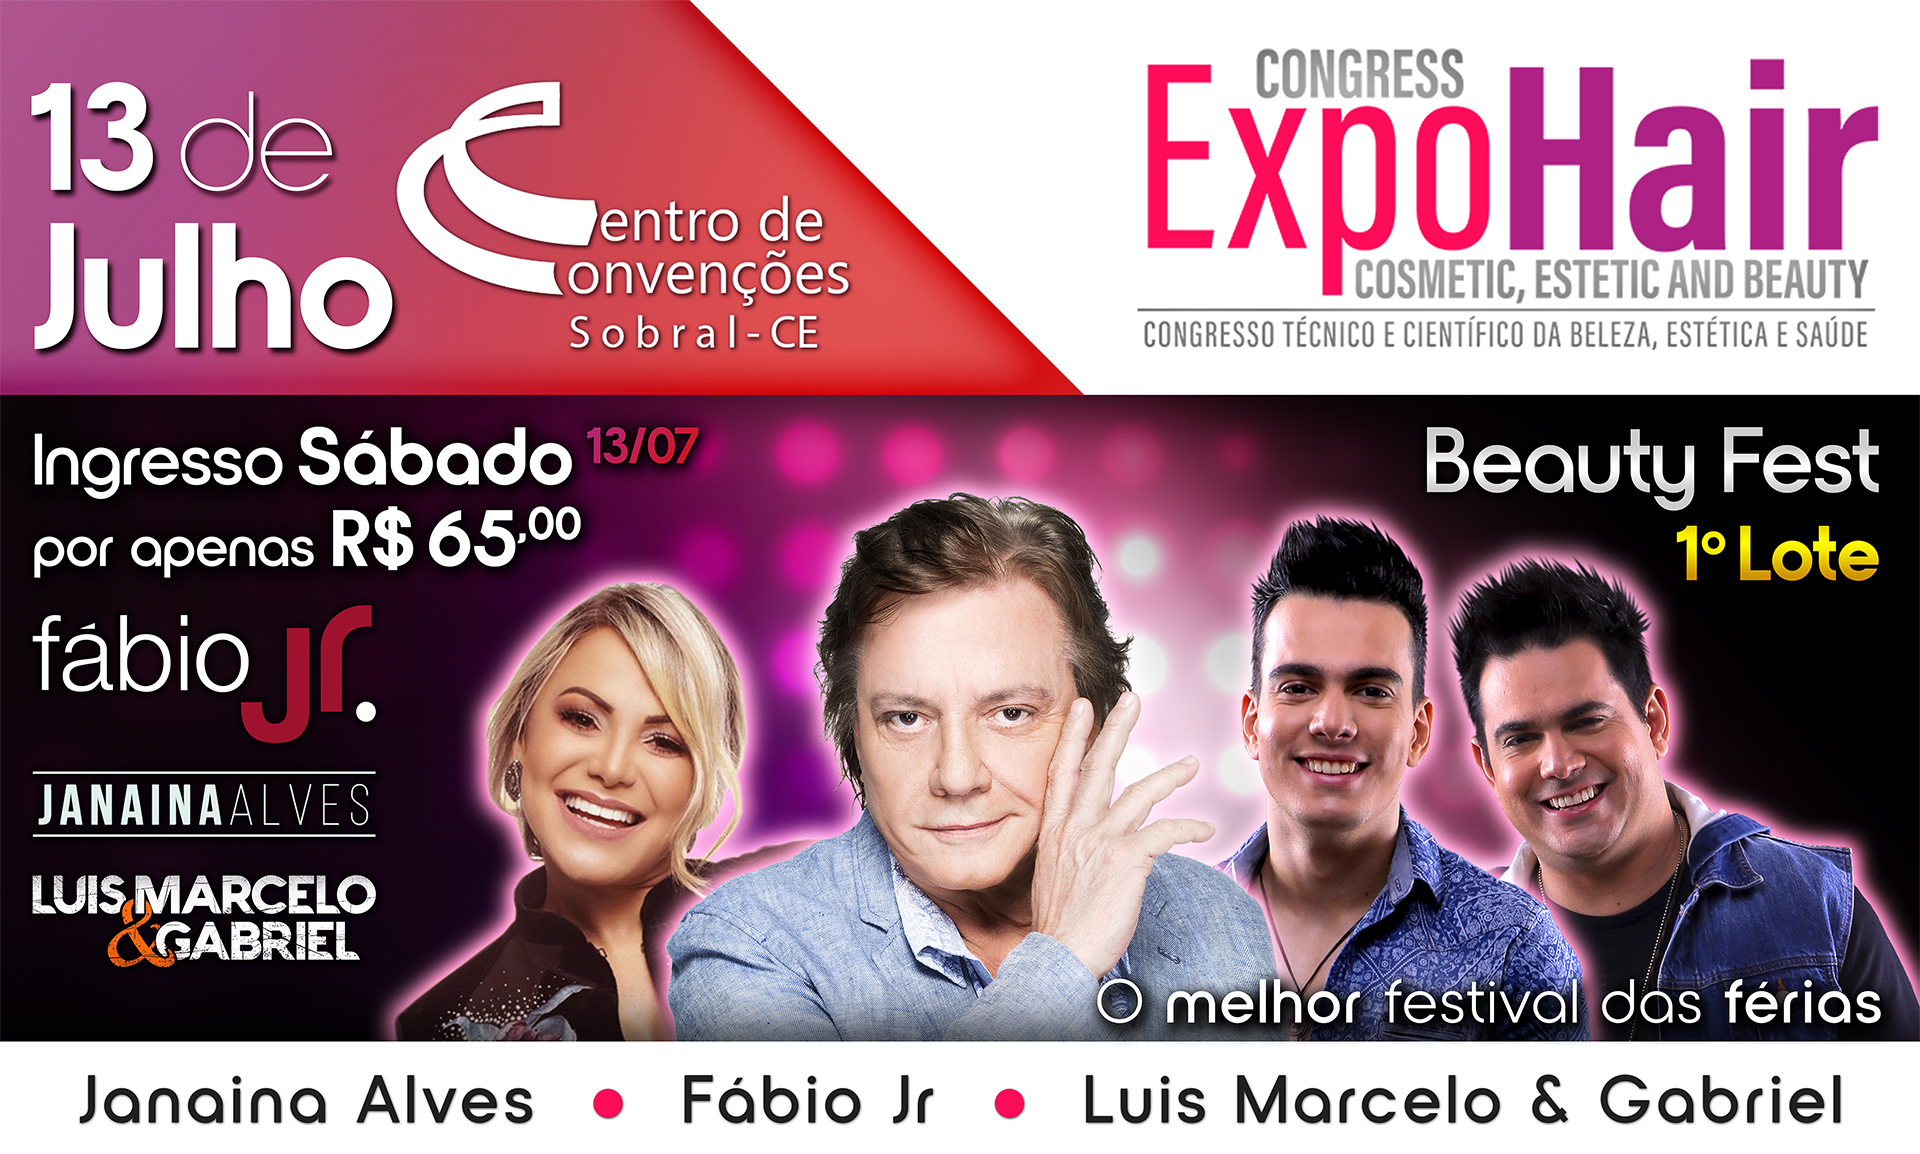 13 de
Julho
Centro de
Convenções
Sobral-CE
CONGRESS
ExpoHair
COSMETIC, ESTETIC AND BEAUTY
CONGRESSO TÉCNICO E CIENTÍFICO DA BELEZA, ESTÉTICA E SAÚDE
Ingresso Sábado 13/07
por apenas R$ 65,00
Beauty Fest
1º Lote
fábio Jr.
JANAINA ALVES
LUIS MARCELO
& GABRIEL
O melhor festival das férias
Janaina Alves • Fábio Jr • Luis Marcelo & Gabriel